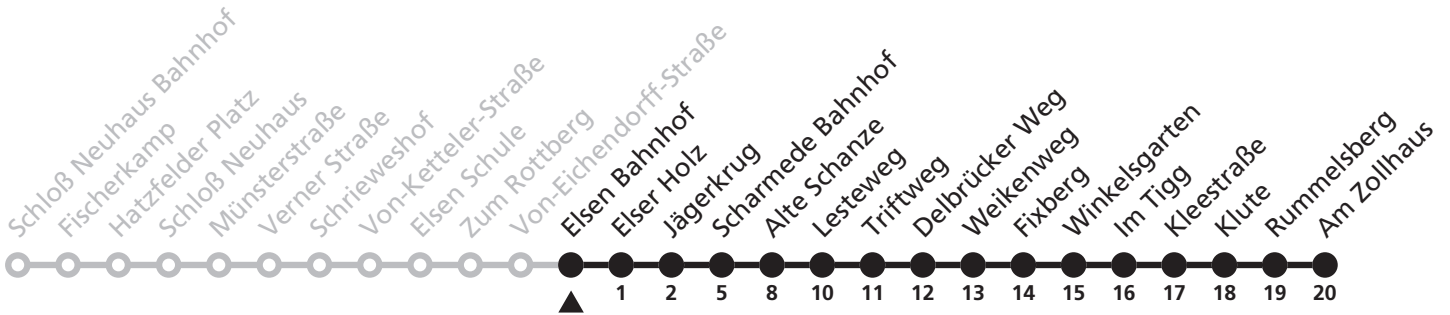 Schloß Neuhaus Bahnhof
Fischerkamp
Hatzfelder Platz
Schloß Neuhaus
Münsterstraße
Verner Straße
Schrieweshof
Von-Ketteler-Straße
Elsen Schule
Zum Rottberg
Von-Eichendorff-Straße
Elsen Bahnhof
Elser Holz
Jägerkrug
Scharmede Bahnhof
Alte Schanze
Lesteweg
Triftweg
Delbrücker Weg
Weikenweg
Fixberg
Winkelsgarten
Im Tigg
Kleestraße
Klute
Rummelsberg
Am Zollhaus
1 2 5 8 10 11 12 13 14 15 16 17 18 19 20